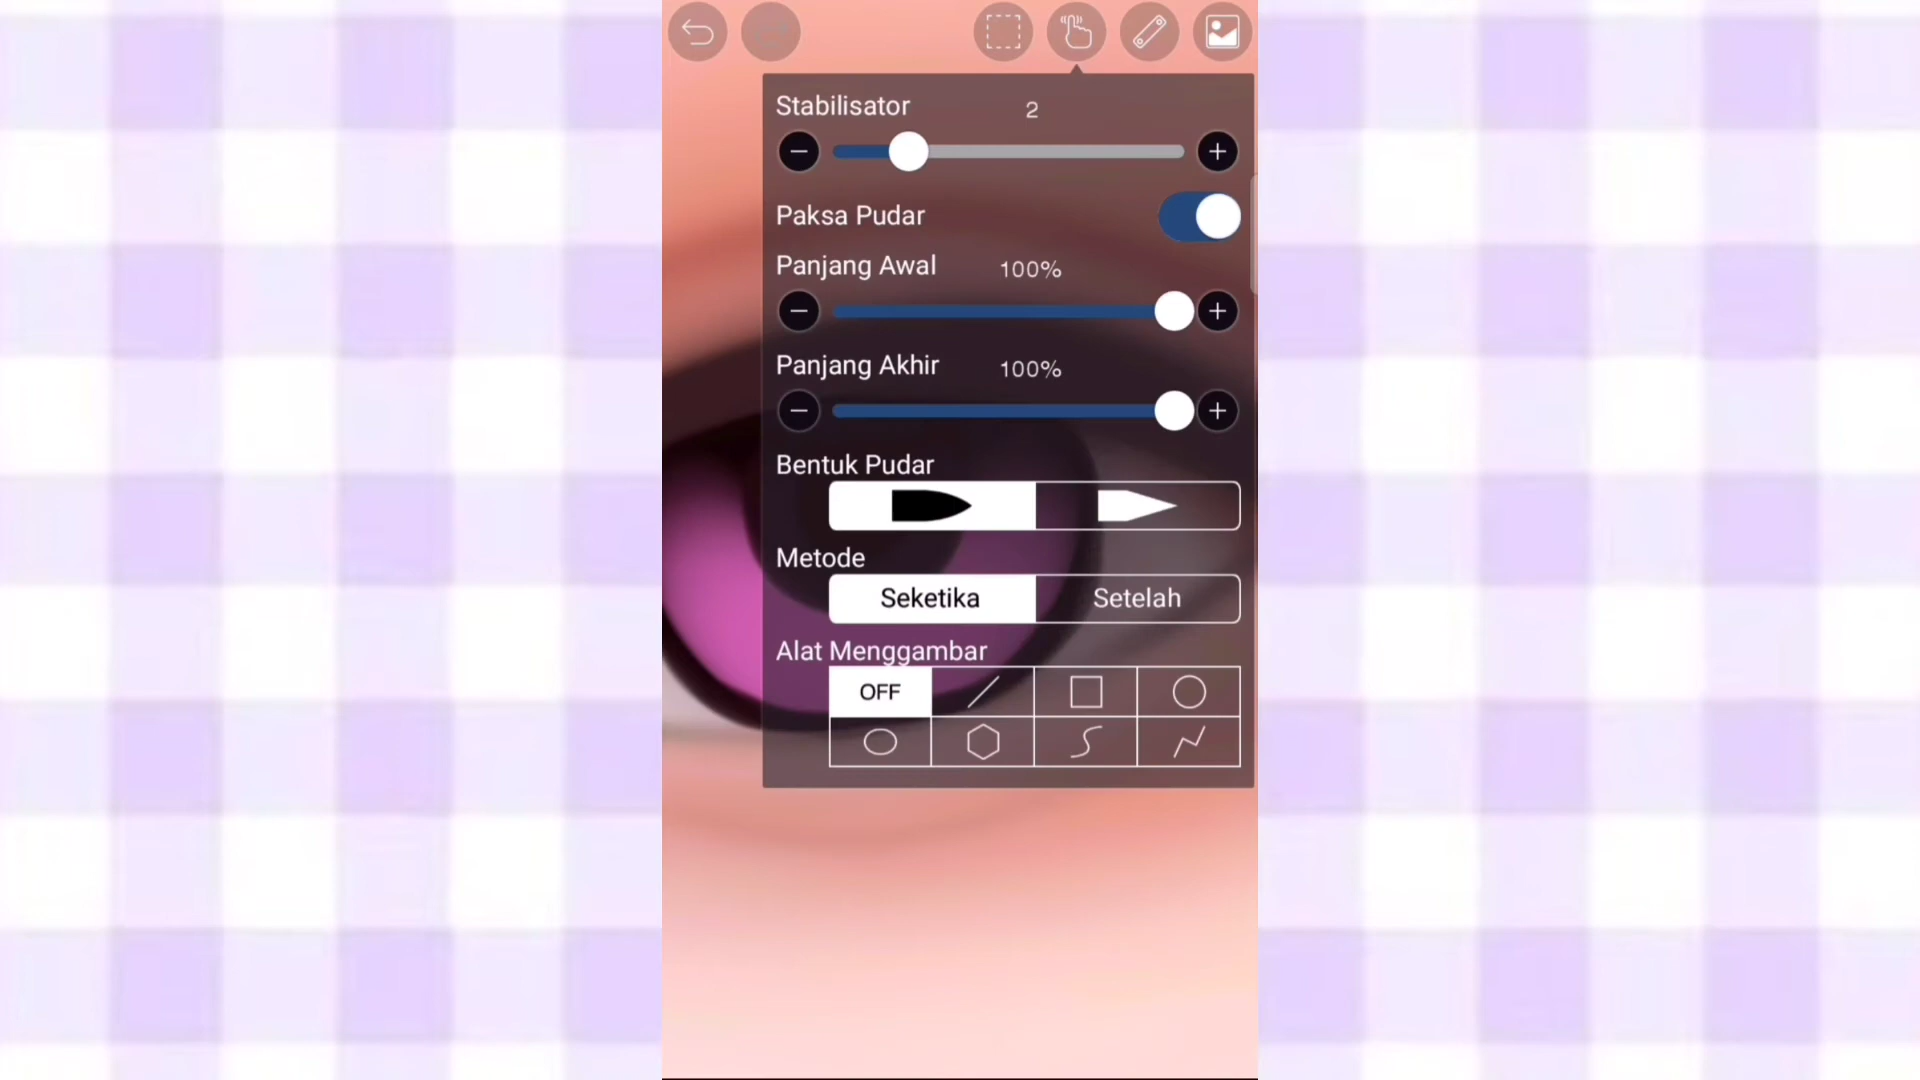 Stabilisator 2
Paksa Pudar
Panjang Awal 100%
Panjang Akhir 100%
Bentuk Pudar
Metode
Seketika Setelah
Alat Menggambar
OFF